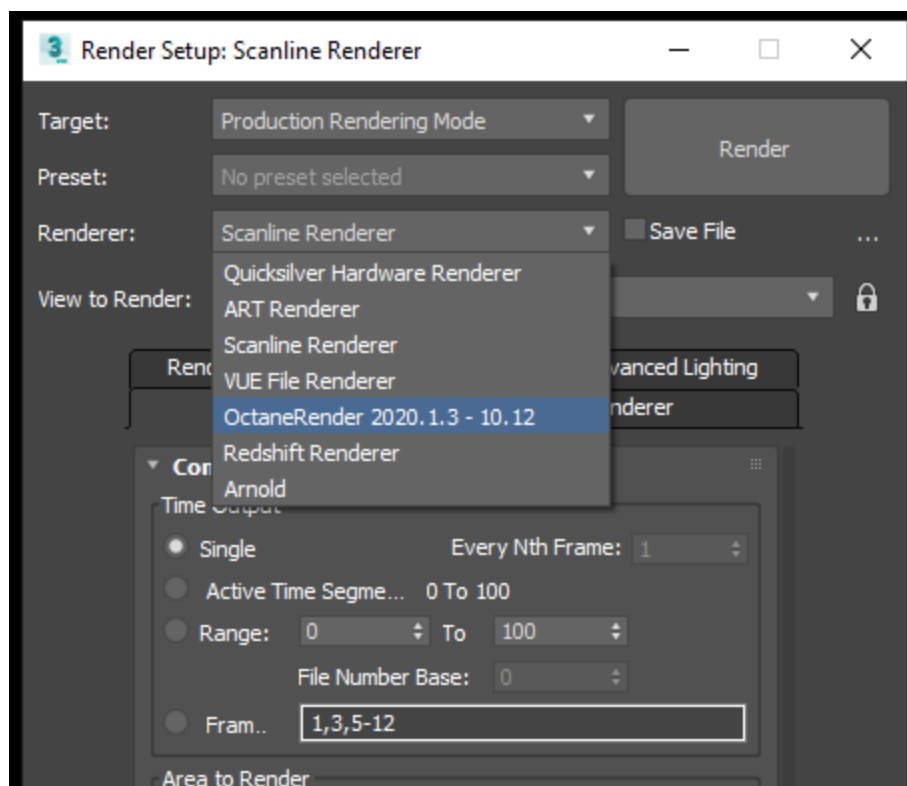 Render Setup: Scanline Renderer
Target: Production Rendering Mode
Render
Preset: No preset selected
Renderer: Scanline Renderer Save File ...
Quicksilver Hardware Renderer
View to Render:
ART Renderer
Scanline Renderer
VUE File Renderer
OctaneRender 2020.1.3 - 10.12
Redshift Renderer
Arnold
Lighting
Time
Single Every Nth Frame: 1
Active Time Segme... 0 To 100
Range: 0 To 100
File Number Base: 0
Fram.. 1,3,5-12
Area to Render